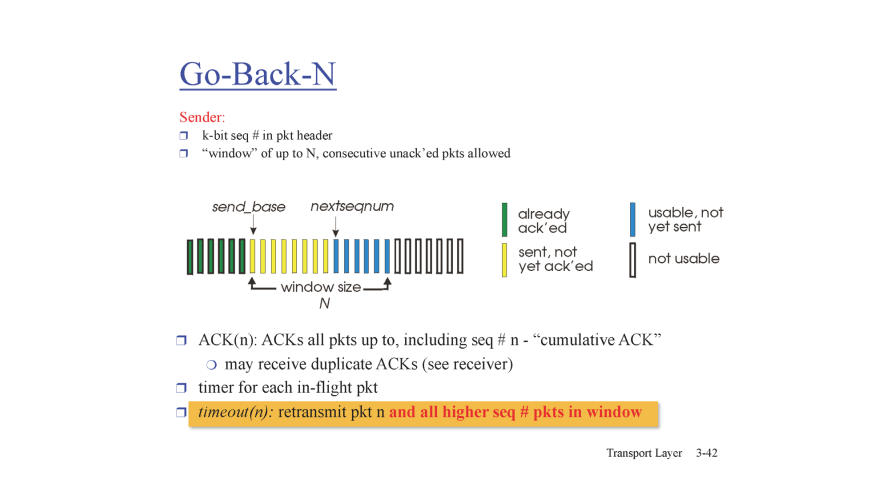 Go-Back-N
Sender:
k-bit seq # in pkt header
“window” of up to N, consecutive unack’ed pkts allowed
send_base nextseqnum
already
ack’ed
usable, not
yet sent
sent, not
yet ack’ed
not usable
window size
N
ACK(n): ACKs all pkts up to, including seq # n - “cumulative ACK”
may receive duplicate ACKs (see receiver)
timer for each in-flight pkt
timeout(n): retransmit pkt n and all higher seq # pkts in window
Transport Layer 3-42